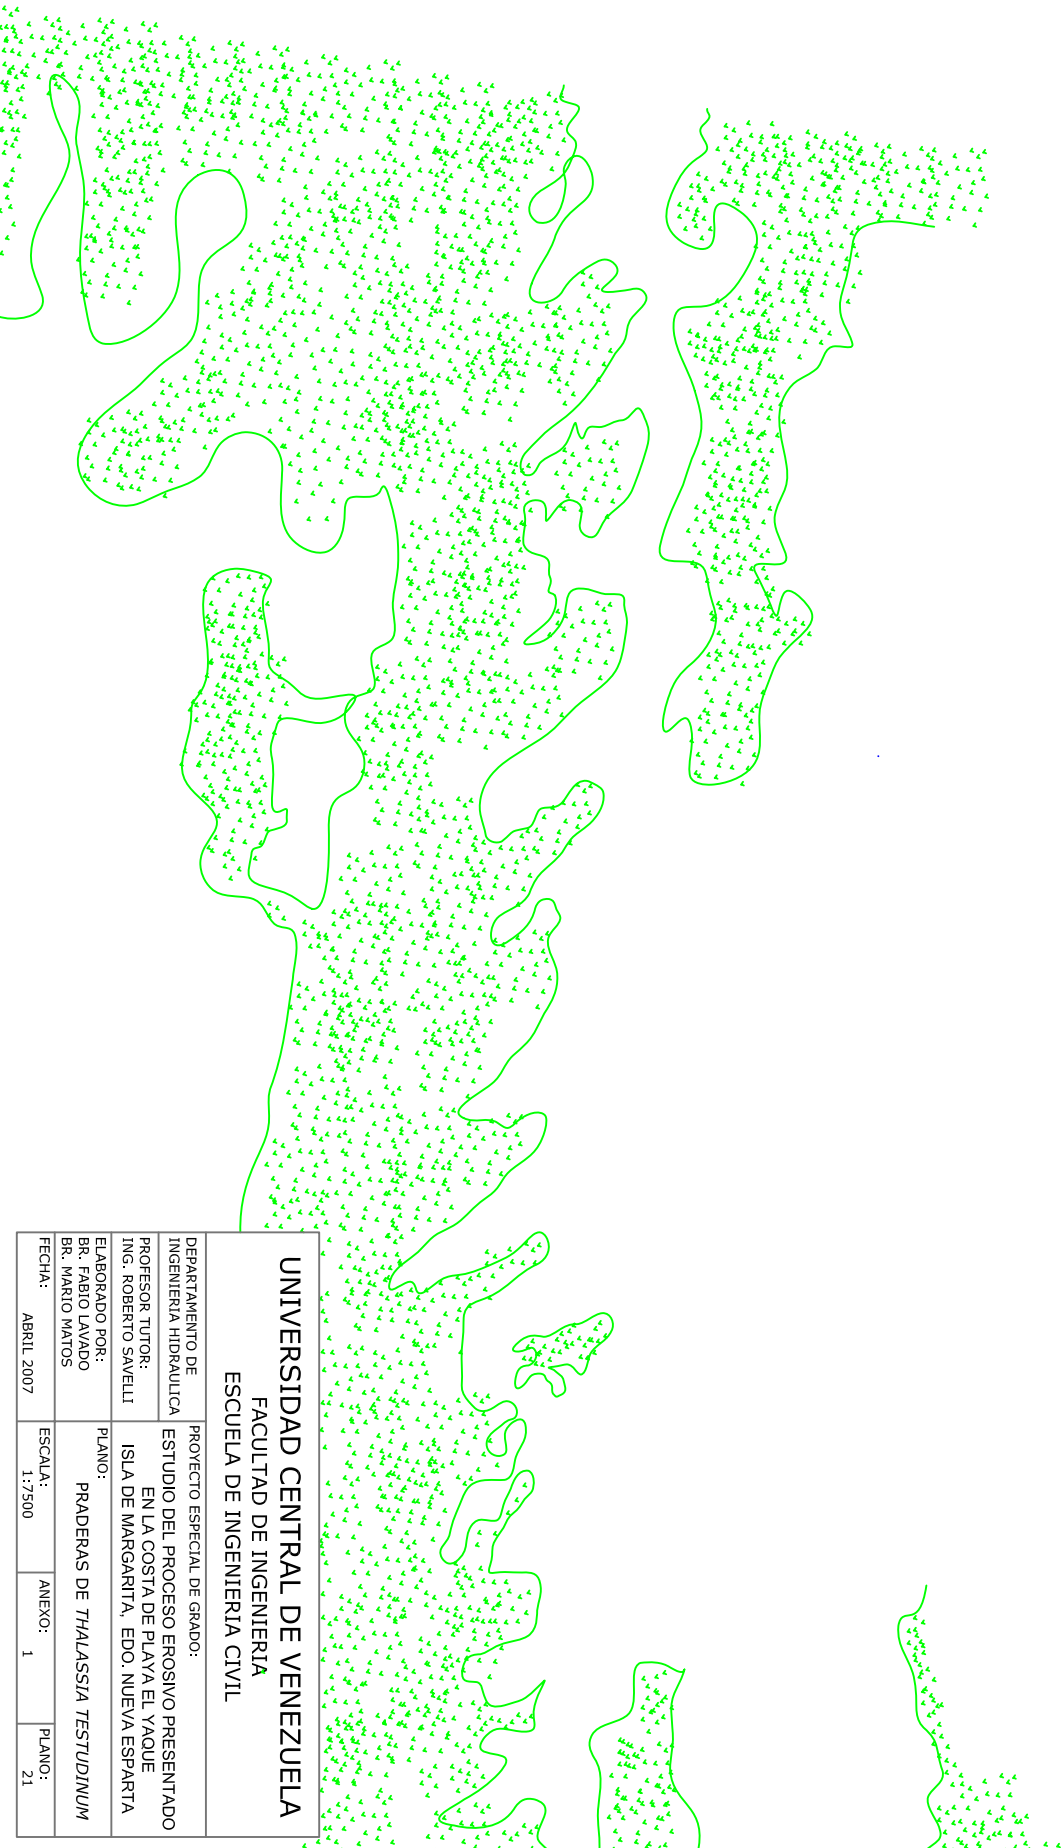 UNIVERSIDAD CENTRAL DE VENEZUELA
FACULTAD DE INGENIERIA
ESCUELA DE INGENIERIA CIVIL
DEPARTAMENTO DE
INGENIERIA HIDRAULICA
PROYECTO ESPECIAL DE GRADO:
ESTUDIO DEL PROCESO EROSIVO PRESENTADO
EN LA COSTA DE PLAYA EL YAQUE
ISLA DE MARGARITA, EDO. NUEVA ESPARTA
PROFESOR TUTOR:
ING. ROBERTO SAVELLI
ELABORADO POR:
BR. FABIO LAVADO
BR. MARIO MATOS
PLANO:
PRADERAS DE THALASSIA TESTUDINUM
FECHA:
ABRIL 2007
ESCALA:
1:7500
ANEXO:
1
PLANO:
21